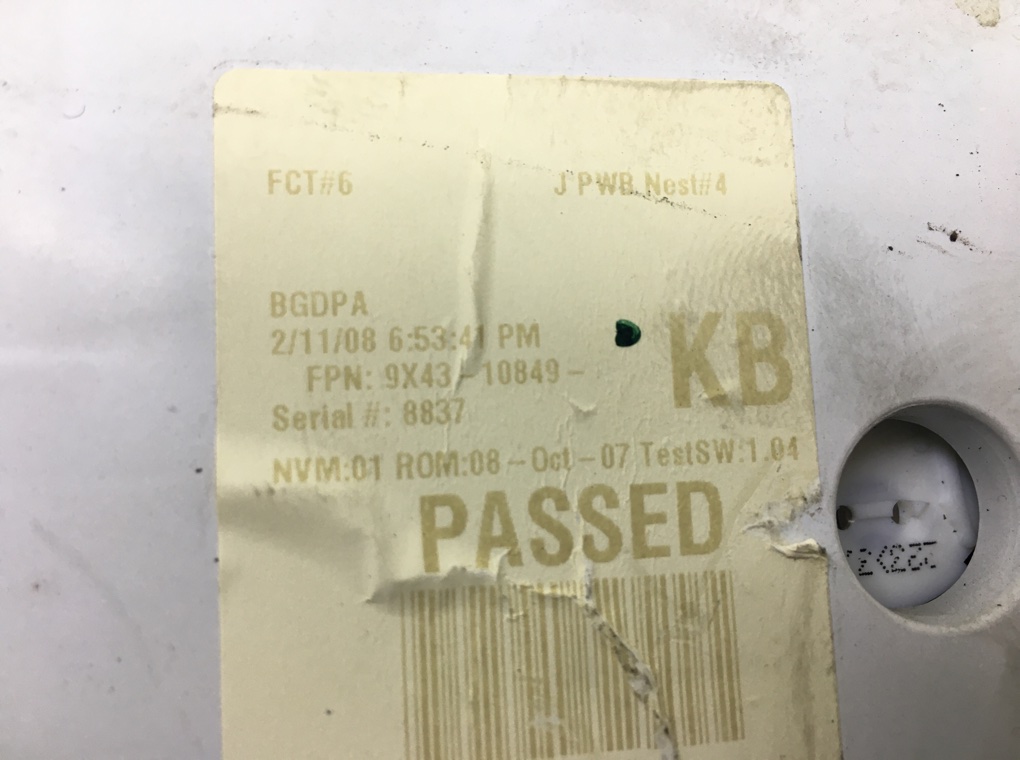 FCT#6 J PWB Nest#4
BGDPA
2/11/08 6:53:41 PM
KB
FPN: 9X43-10849-
Serial #: 8837
NVM:01 ROM:08-Oct-07 TestSW:1.04
PASSED